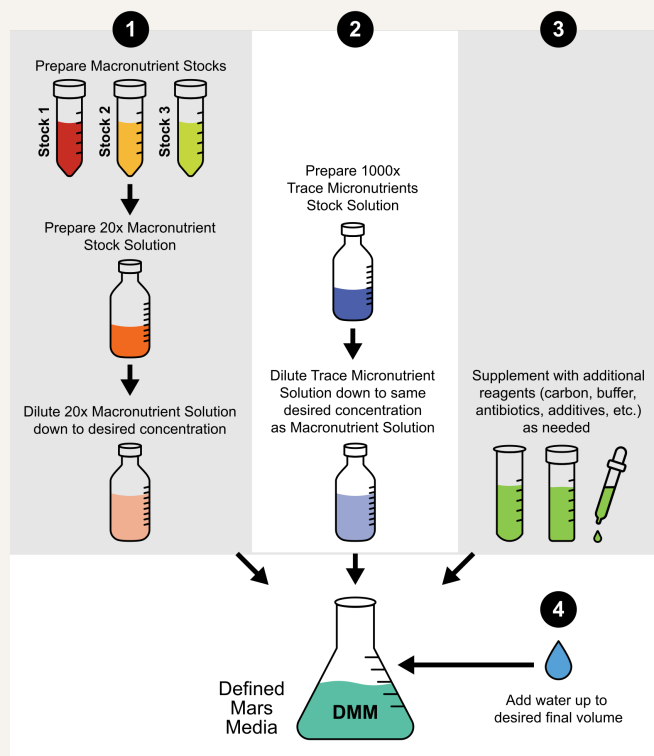 1
Prepare Macronutrient Stocks
Stock 1
Stock 2
Stock 3
Prepare 20x Macronutrient
Stock Solution
Dilute 20x Macronutrient Solution
down to desired concentration
2
Prepare 1000x
Trace Micronutrients
Stock Solution
Dilute Trace Micronutrient
Solution down to same
desired concentration
as Macronutrient Solution
3
Supplement with additional
reagents (carbon, buffer,
antibiotics, additives, etc.)
as needed
4
Add water up to
desired final volume
Defined
Mars
Media
DMM